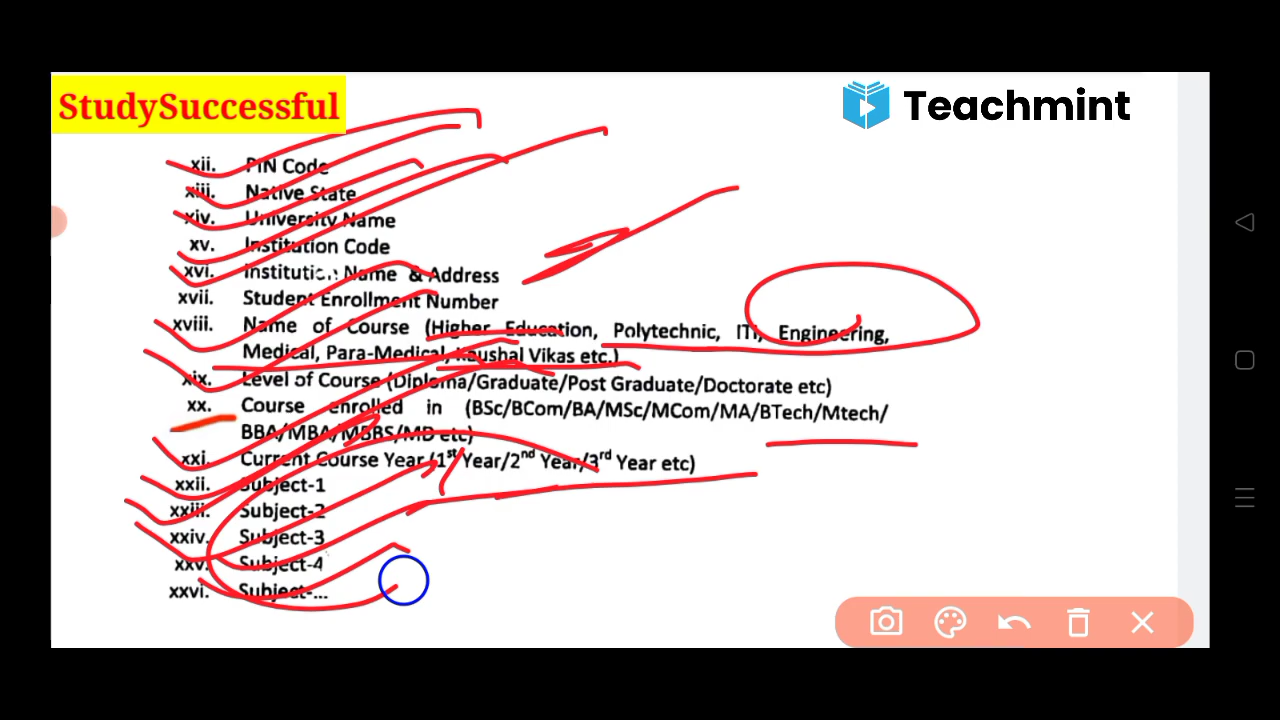 StudySuccessful
Teachmint
xii. PIN Code
xiii. Native State
xiv. University Name
xv. Institution Code
xvi. Institution Name & Address
xvii. Student Enrollment Number
xviii. Name of Course (Higher Education, Polytechnic, ITI, Engineering,
Medical, Para-Medical, Kaushal Vikas etc.)
xix. Level of Course (Diploma/Graduate/Post Graduate/Doctorate etc)
xx. Course enrolled in (BSc/BCom/BA/MSc/MCom/MA/BTech/Mtech/
BBA/MBA/MBBS/MD etc)
xxi. Current Course Year (1st Year/2nd Year/3rd Year etc)
xxii. Subject-1
xxiii. Subject-2
xxiv. Subject-3
xxv. Subject-4
xxvi. Subject-...